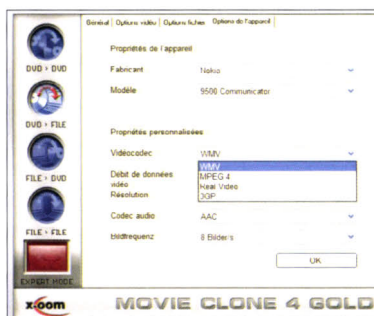 Général Options vidéo Options fichier Options de l'appareil
Propriétés de l'appareil
DVD > DVD
Fabricant Nokia
Modèle 9500 Communicator
DVD > FILE
Propriétés personnalisées
Vidéocodec WMV
WMV
FILE > DVD
Débit de données vidéo
MPEG 4
Real Video
Résolution
3GP
Codec audio AAC
FILE > FILE
Bildfrequenz 8 Bilder/s
OK
EXPERT MODE
x-oom MOVIE CLONE 4 GOLD